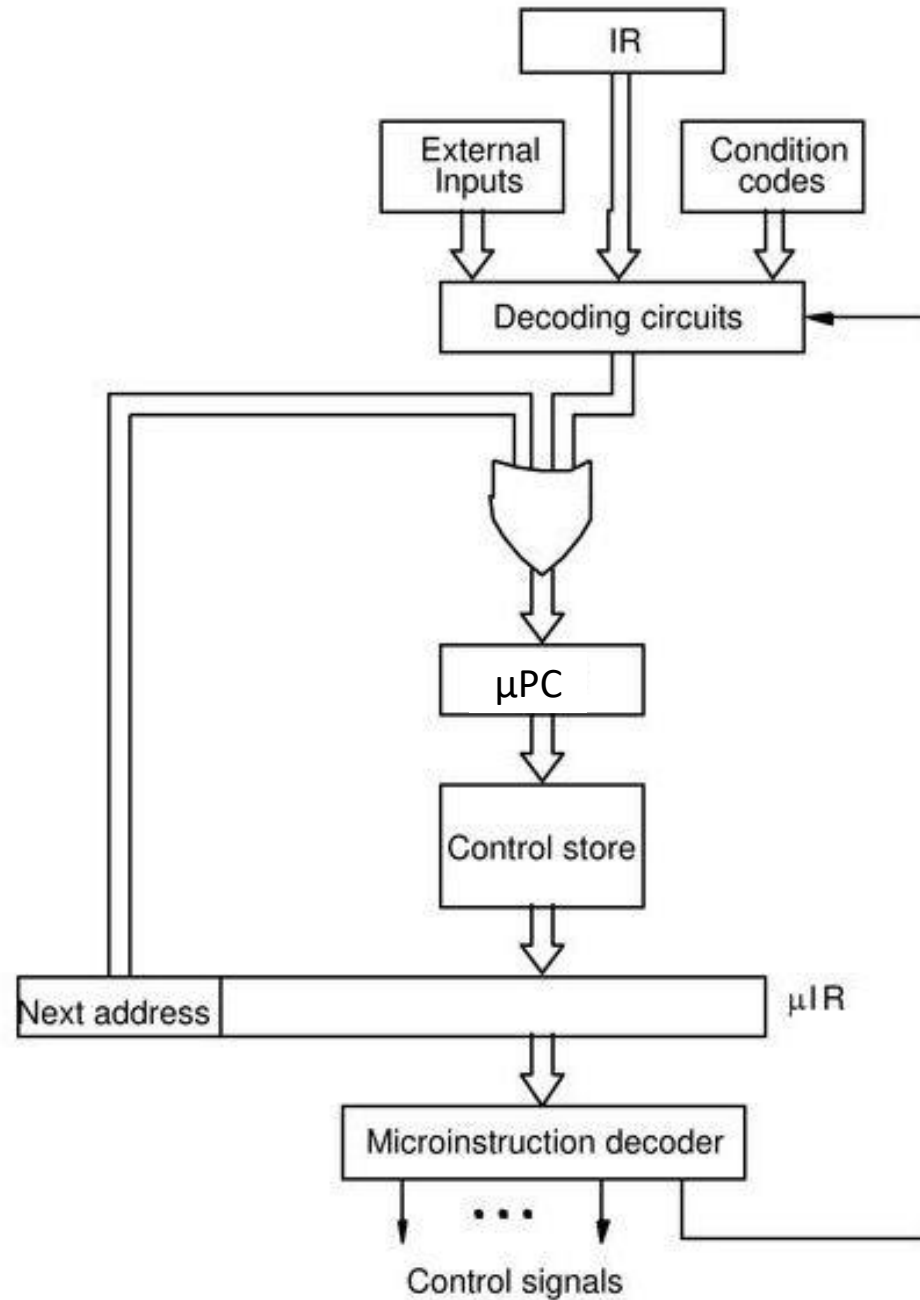 IR
External
Inputs
Condition
codes
Decoding circuits
μPC
Control store
Next address
μIR
Microinstruction decoder
...
Control signals